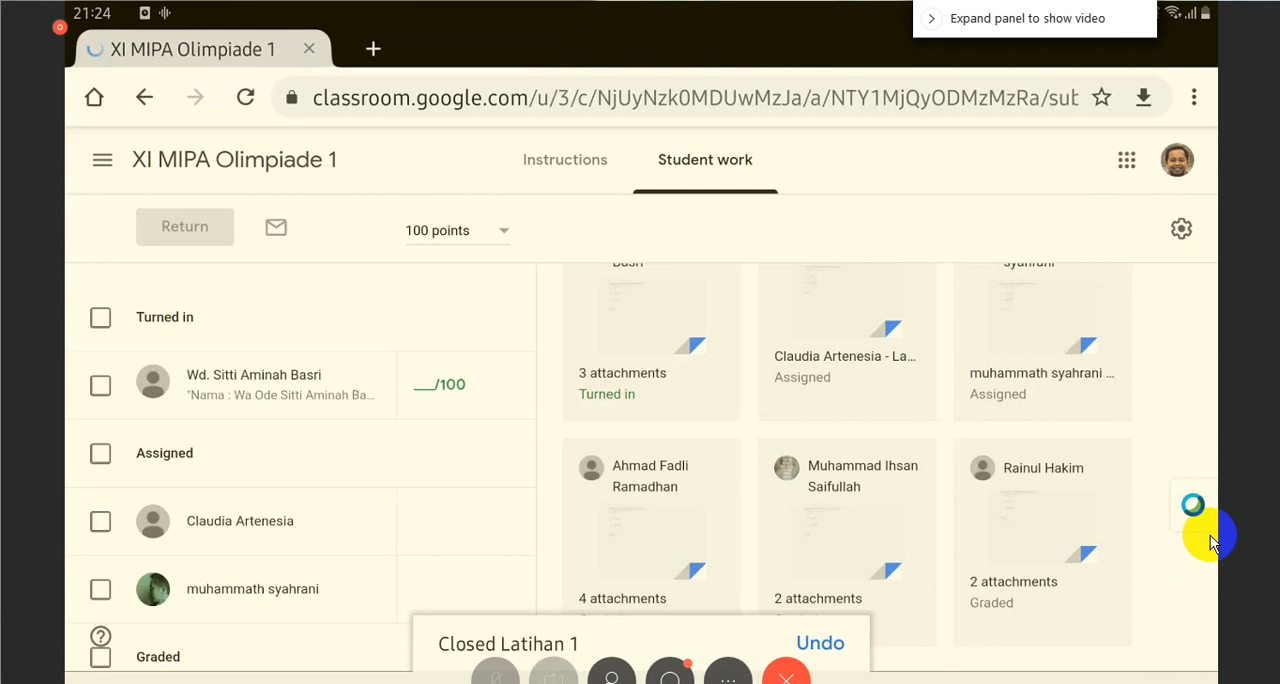 21:24
Expand panel to show video
XI MIPA Olimpiade 1
classroom.google.com/u/3/c/NjUyNzk0MDUwMzJa/a/NTY1MjQyODMzMzRa/sub
XI MIPA Olimpiade 1
Instructions
Student work
Return
100 points
Turned in
Wd. Sitti Aminah Basri
"Nama : Wa Ode Sitti Aminah Ba...
__/100
Assigned
Claudia Artenesia
muhammath syahrani
Graded
Basri
syahrani
3 attachments
Turned in
Claudia Artenesia - La...
Assigned
muhammath syahrani ...
Assigned
Ahmad Fadli
Ramadhan
4 attachments
Muhammad Ihsan
Saifullah
2 attachments
Rainul Hakim
2 attachments
Graded
Closed Latihan 1
Undo